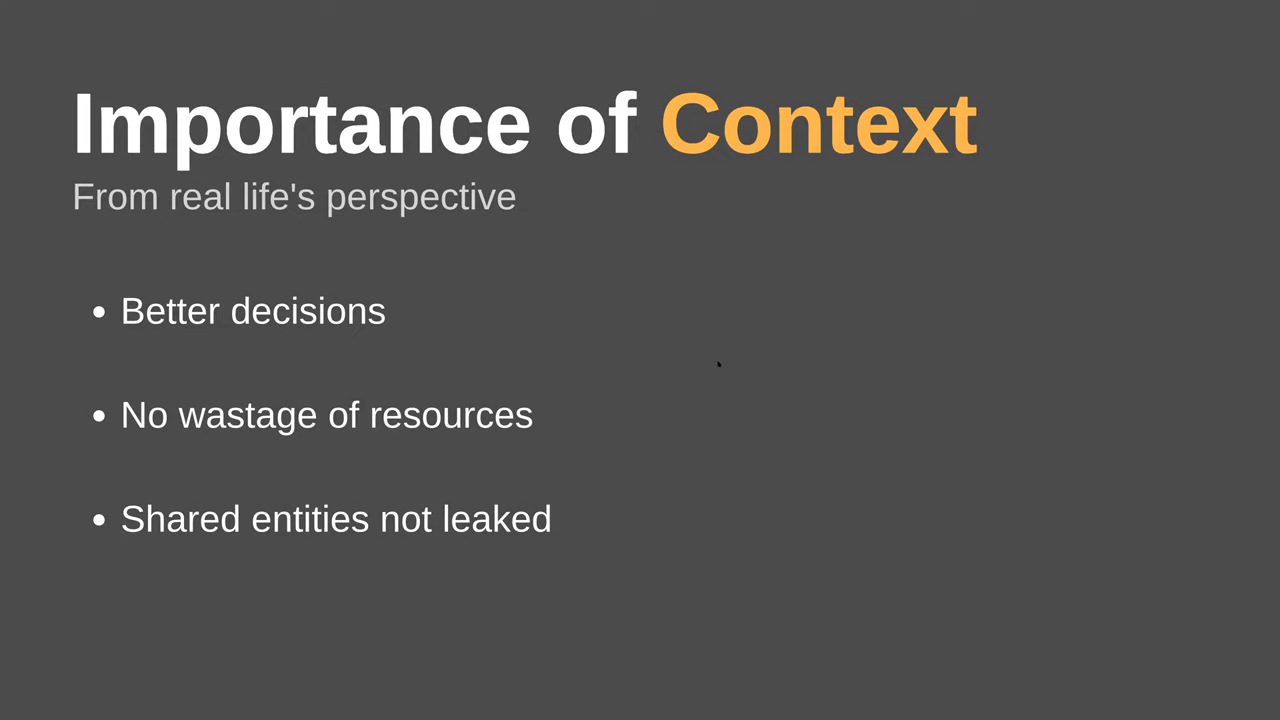 Importance of Context
From real life's perspective
• Better decisions
• No wastage of resources
• Shared entities not leaked